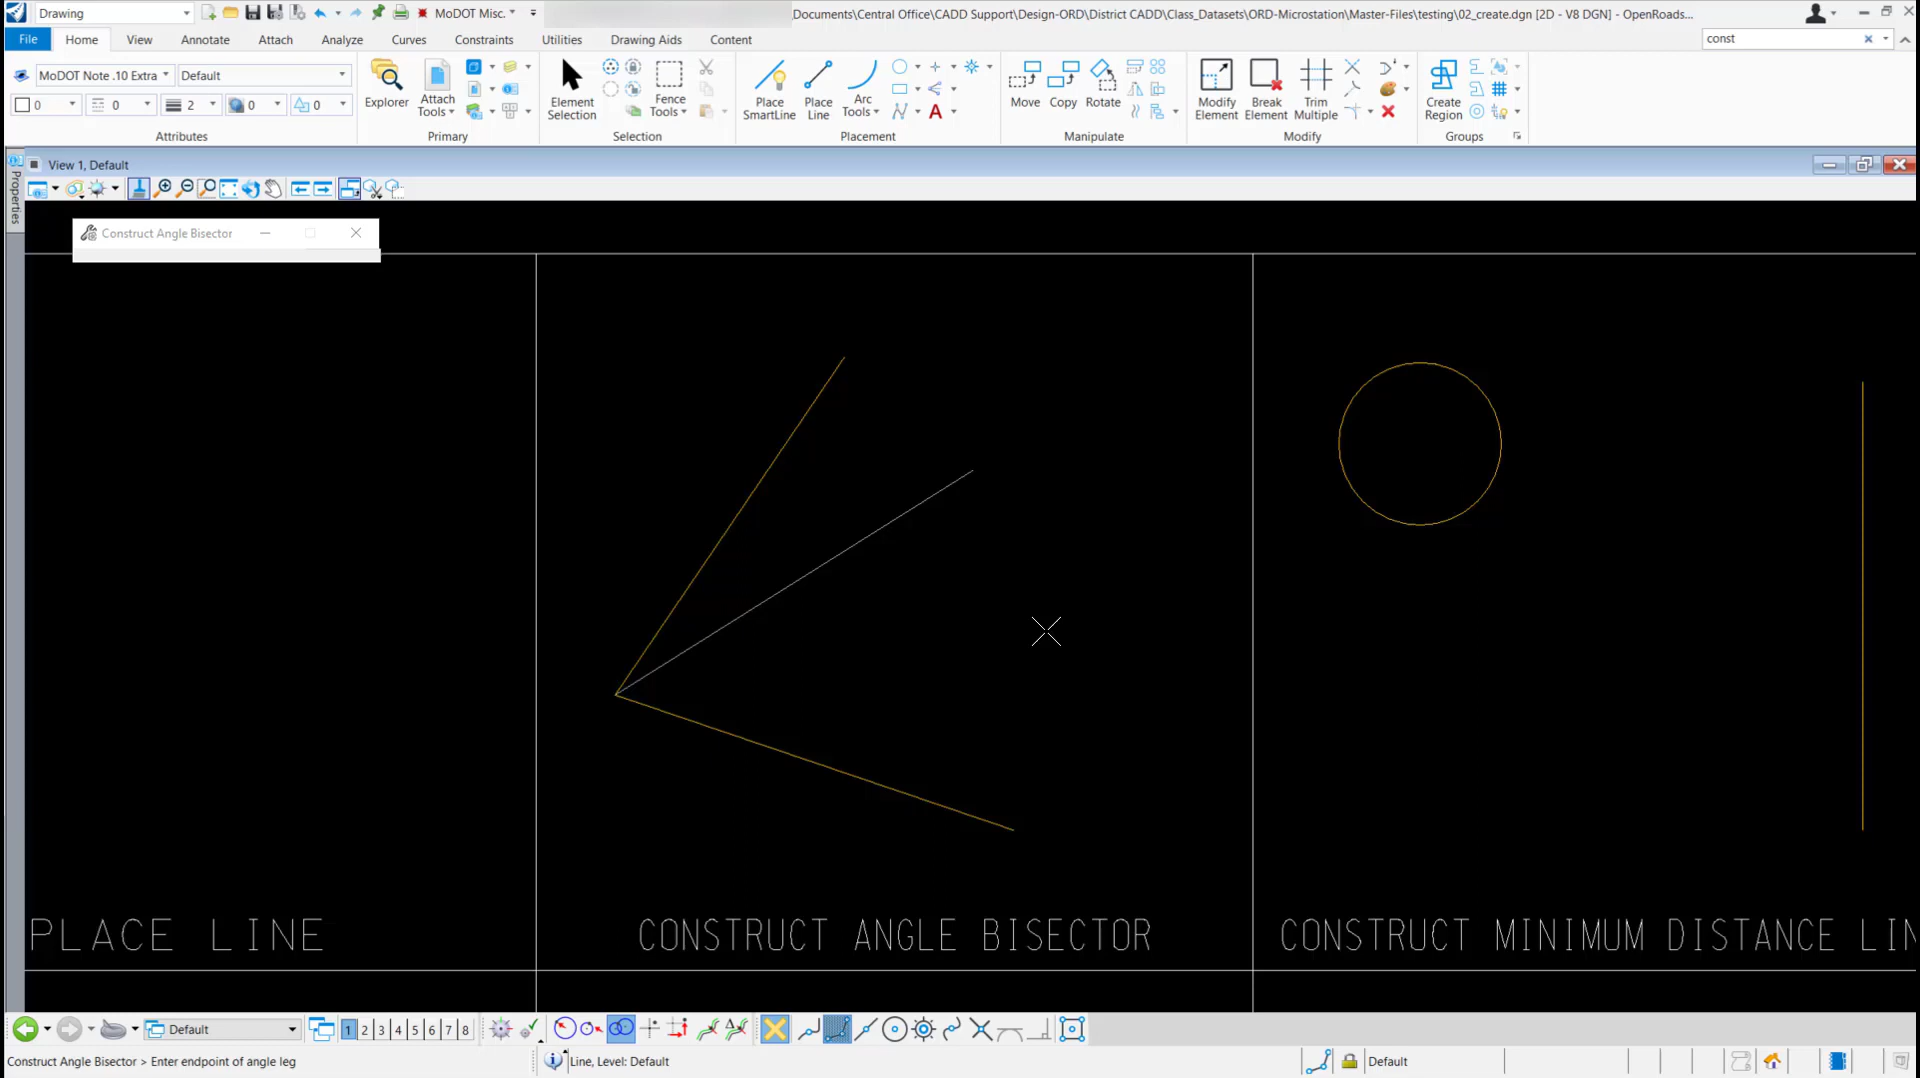 Drawing MoDOT Misc. Documents\Central Office\CADD Support\Design-ORD\District CADD\Class_Datasets\ORD-Microstation\Master-Files\testing\02_create.dgn [2D - V8 DGN] - OpenRoads...
File Home View Annotate Attach Analyze Curves Constraints Utilities Drawing Aids Content const
MoDOT Note .10 Extra Default
0 0 2 0 0
Explorer Attach Tools Element Selection Fence Tools Place SmartLine Place Line Arc Tools Move Copy Rotate Modify Element Break Element Trim Multiple Create Region
Attributes Primary Selection Placement Manipulate Modify Groups
View 1, Default
Properties
Construct Angle Bisector
PLACE LINE CONSTRUCT ANGLE BISECTOR CONSTRUCT MINIMUM DISTANCE LIN
Default 1 2 3 4 5 6 7 8
Construct Angle Bisector > Enter endpoint of angle leg Line, Level: Default Default